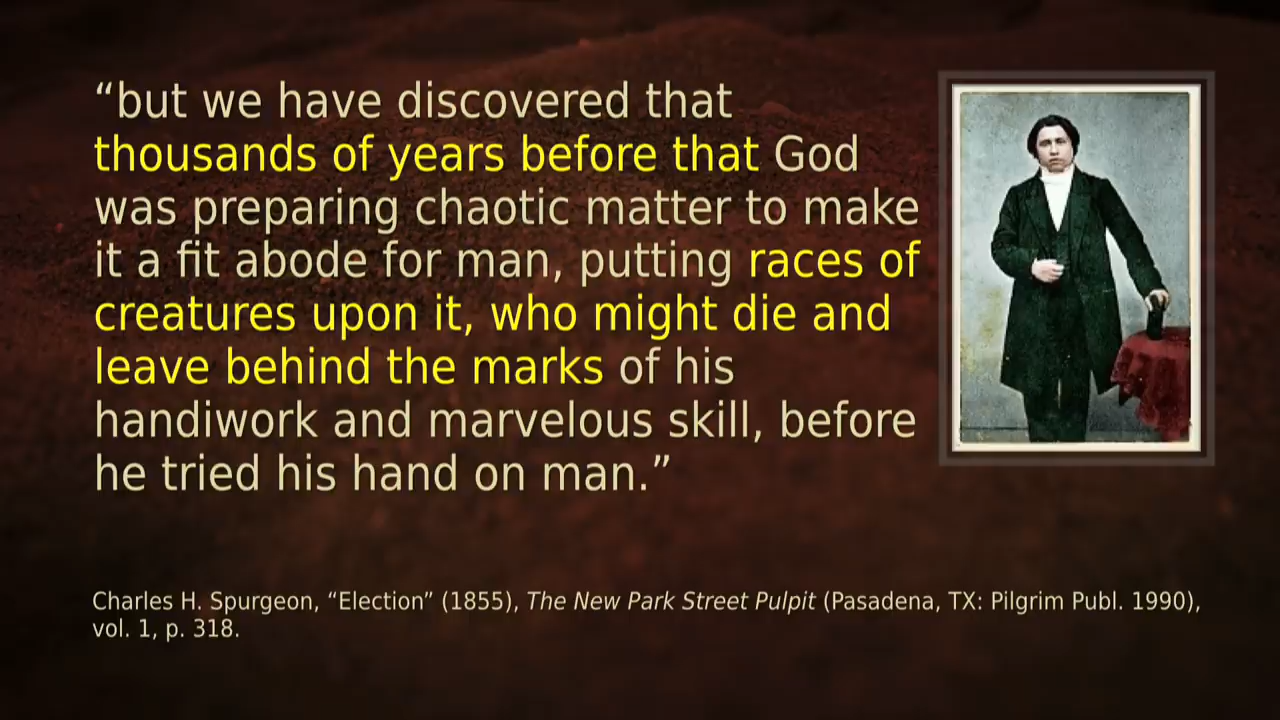 “but we have discovered that
thousands of years before that God
was preparing chaotic matter to make
it a fit abode for man, putting races of
creatures upon it, who might die and
leave behind the marks of his
handiwork and marvelous skill, before
he tried his hand on man.”
Charles H. Spurgeon, “Election” (1855), The New Park Street Pulpit (Pasadena, TX: Pilgrim Publ. 1990),
vol. 1, p. 318.